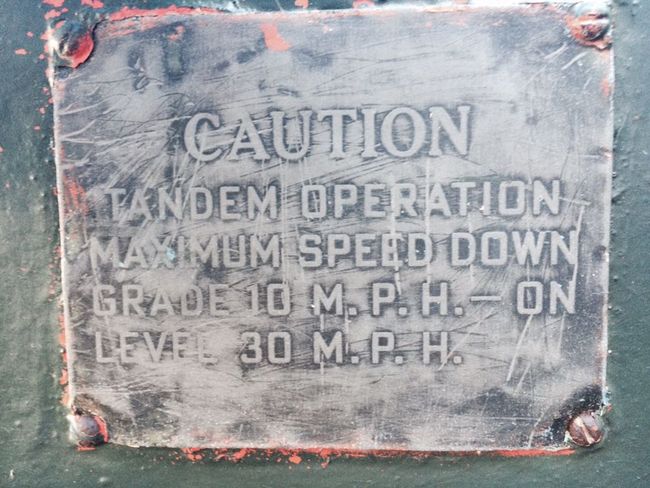 CAUTION
TANDEM OPERATION
MAXIMUM SPEED DOWN
GRADE 10 M.P.H.—ON
LEVEL 30 M.P.H.